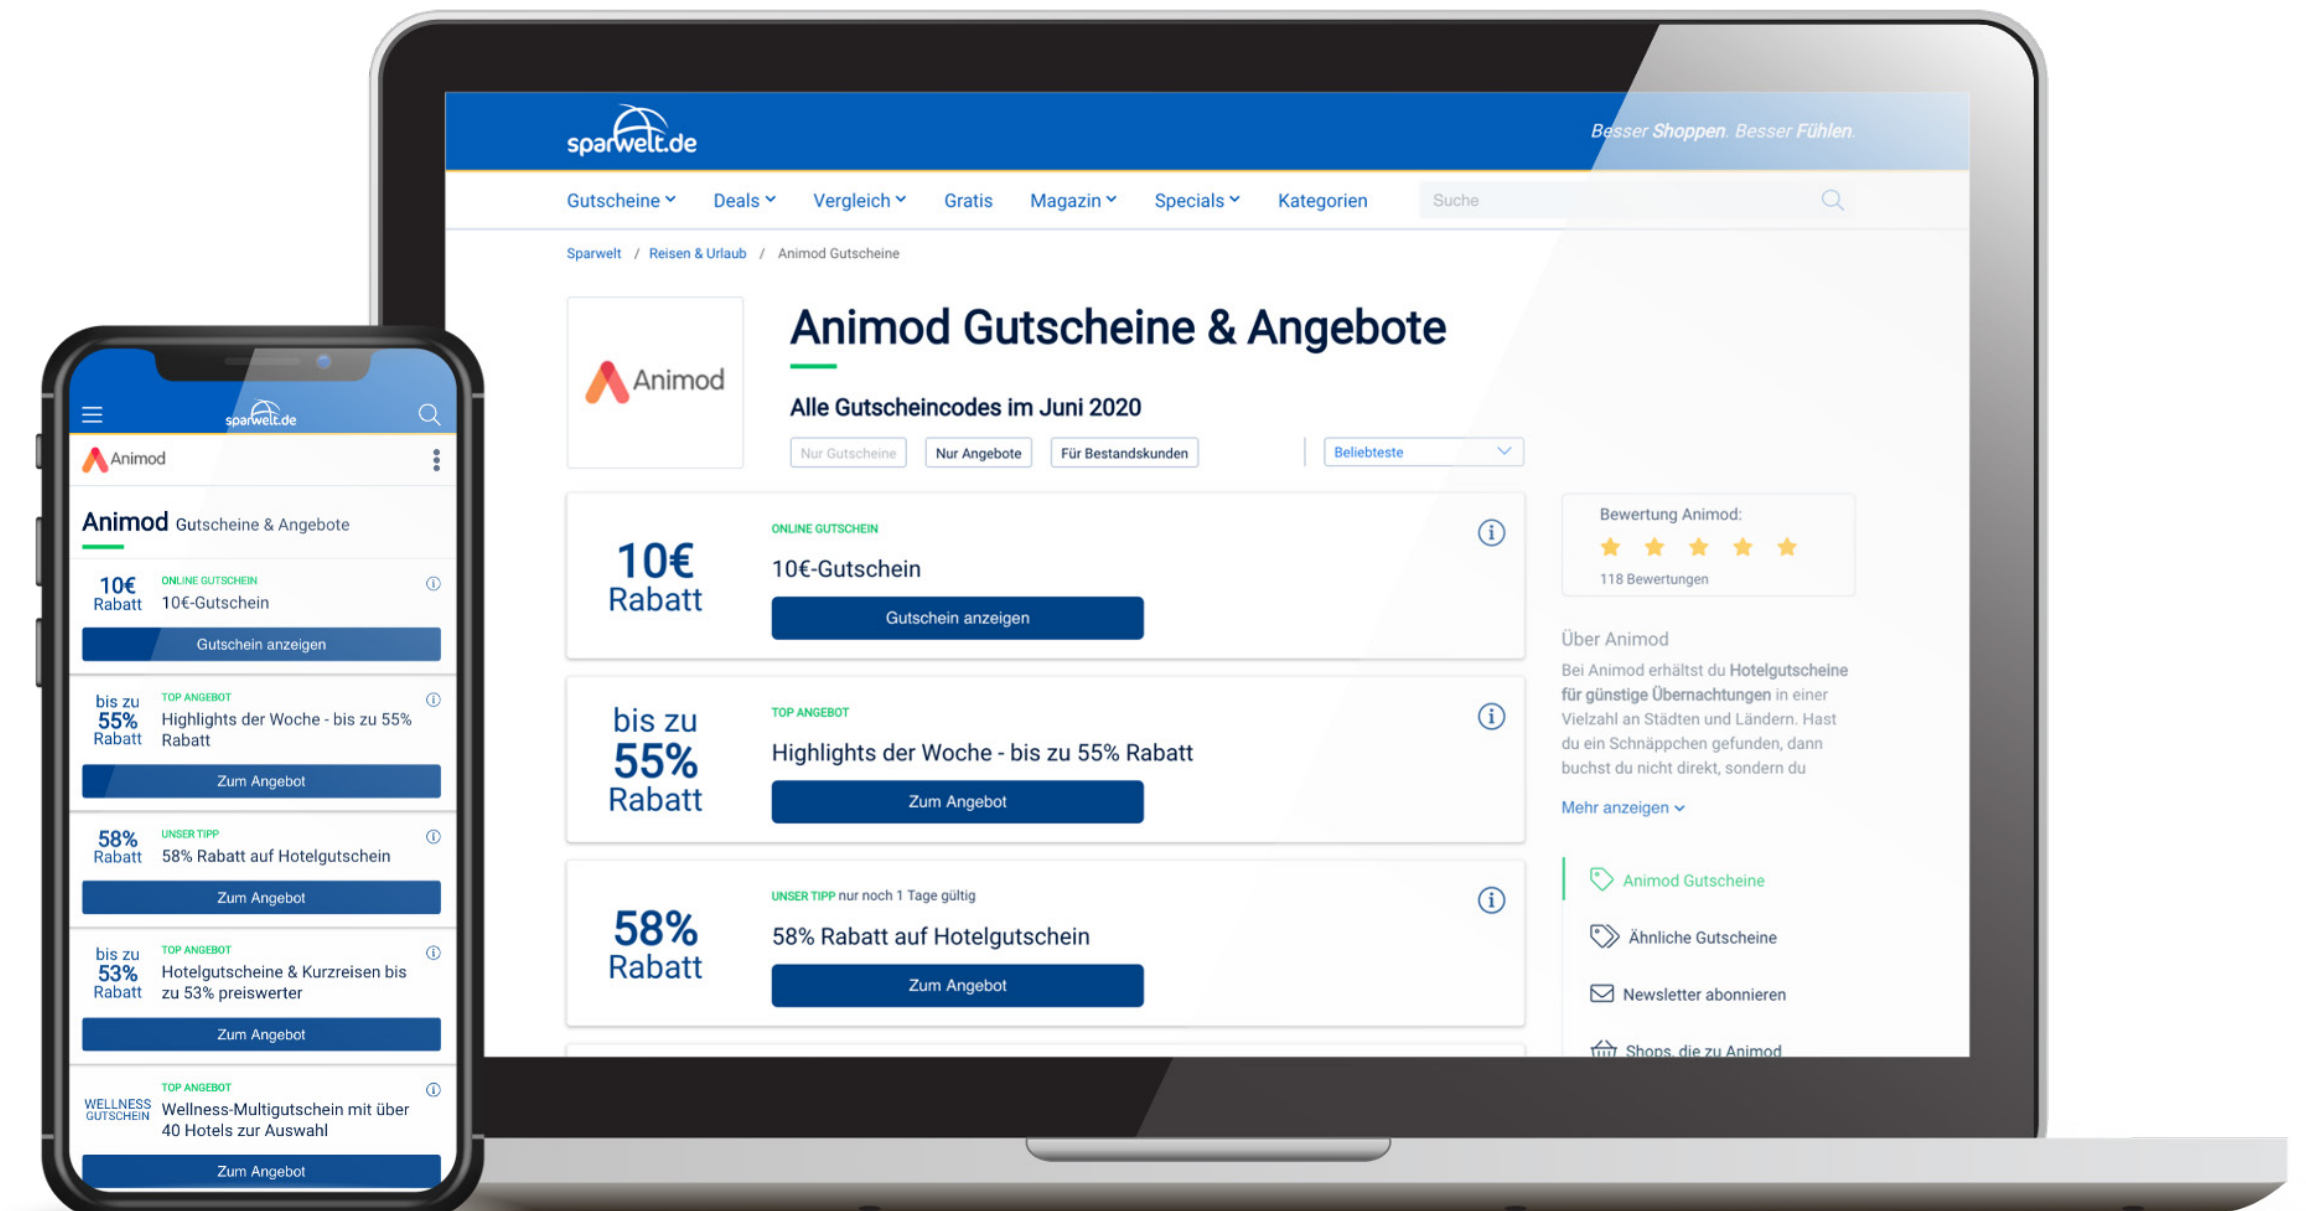 sparwelt.de
Besser Shoppen. Besser Fühlen.
Gutscheine Deals Vergleich Gratis Magazin Specials Kategorien Suche
Sparwelt / Reisen & Urlaub / Animod Gutscheine
Animod
Animod Gutscheine & Angebote
Alle Gutscheincodes im Juni 2020
Nur Gutscheine Nur Angebote Für Bestandskunden Beliebteste
10€
Rabatt
ONLINE GUTSCHEIN
10€-Gutschein
Gutschein anzeigen
bis zu
55%
Rabatt
TOP ANGEBOT
Highlights der Woche - bis zu 55% Rabatt
Zum Angebot
58%
Rabatt
UNSER TIPP nur noch 1 Tage gültig
58% Rabatt auf Hotelgutschein
Zum Angebot
Bewertung Animod:
118 Bewertungen
Über Animod
Bei Animod erhältst du Hotelgutscheine
für günstige Übernachtungen in einer
Vielzahl an Städten und Ländern. Hast
du ein Schnäppchen gefunden, dann
buchst du nicht direkt, sondern du
Mehr anzeigen
Animod Gutscheine
Ähnliche Gutscheine
Newsletter abonnieren
Shops, die zu Animod
sparwelt.de
Animod
Animod Gutscheine & Angebote
10€
Rabatt
ONLINE GUTSCHEIN
10€-Gutschein
Gutschein anzeigen
bis zu
55%
Rabatt
TOP ANGEBOT
Highlights der Woche - bis zu 55%
Rabatt
Zum Angebot
58%
Rabatt
UNSER TIPP
58% Rabatt auf Hotelgutschein
Zum Angebot
bis zu
53%
Rabatt
TOP ANGEBOT
Hotelgutscheine & Kurzreisen bis
zu 53% preiswerter
Zum Angebot
WELLNESS
GUTSCHEIN
TOP ANGEBOT
Wellness-Multigutschein mit über
40 Hotels zur Auswahl
Zum Angebot